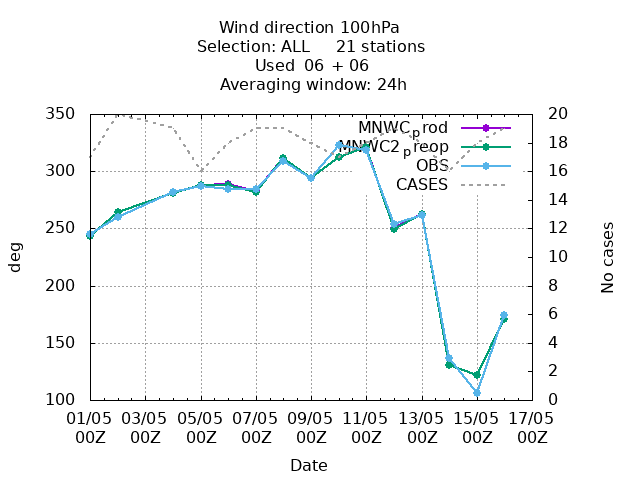 Wind direction 100hPa
Selection: ALL 21 stations
Used 06 + 06
Averaging window: 24h
350 20
MNWCprod
18
MNWC2preop
300 OBS 16
CASES
14
250 12
deg No cases
10
200 8
6
150 4
2
100 0
01/05 03/05 05/05 07/05 09/05 11/05 13/05 15/05 17/05
00Z 00Z 00Z 00Z 00Z 00Z 00Z 00Z 00Z
Date